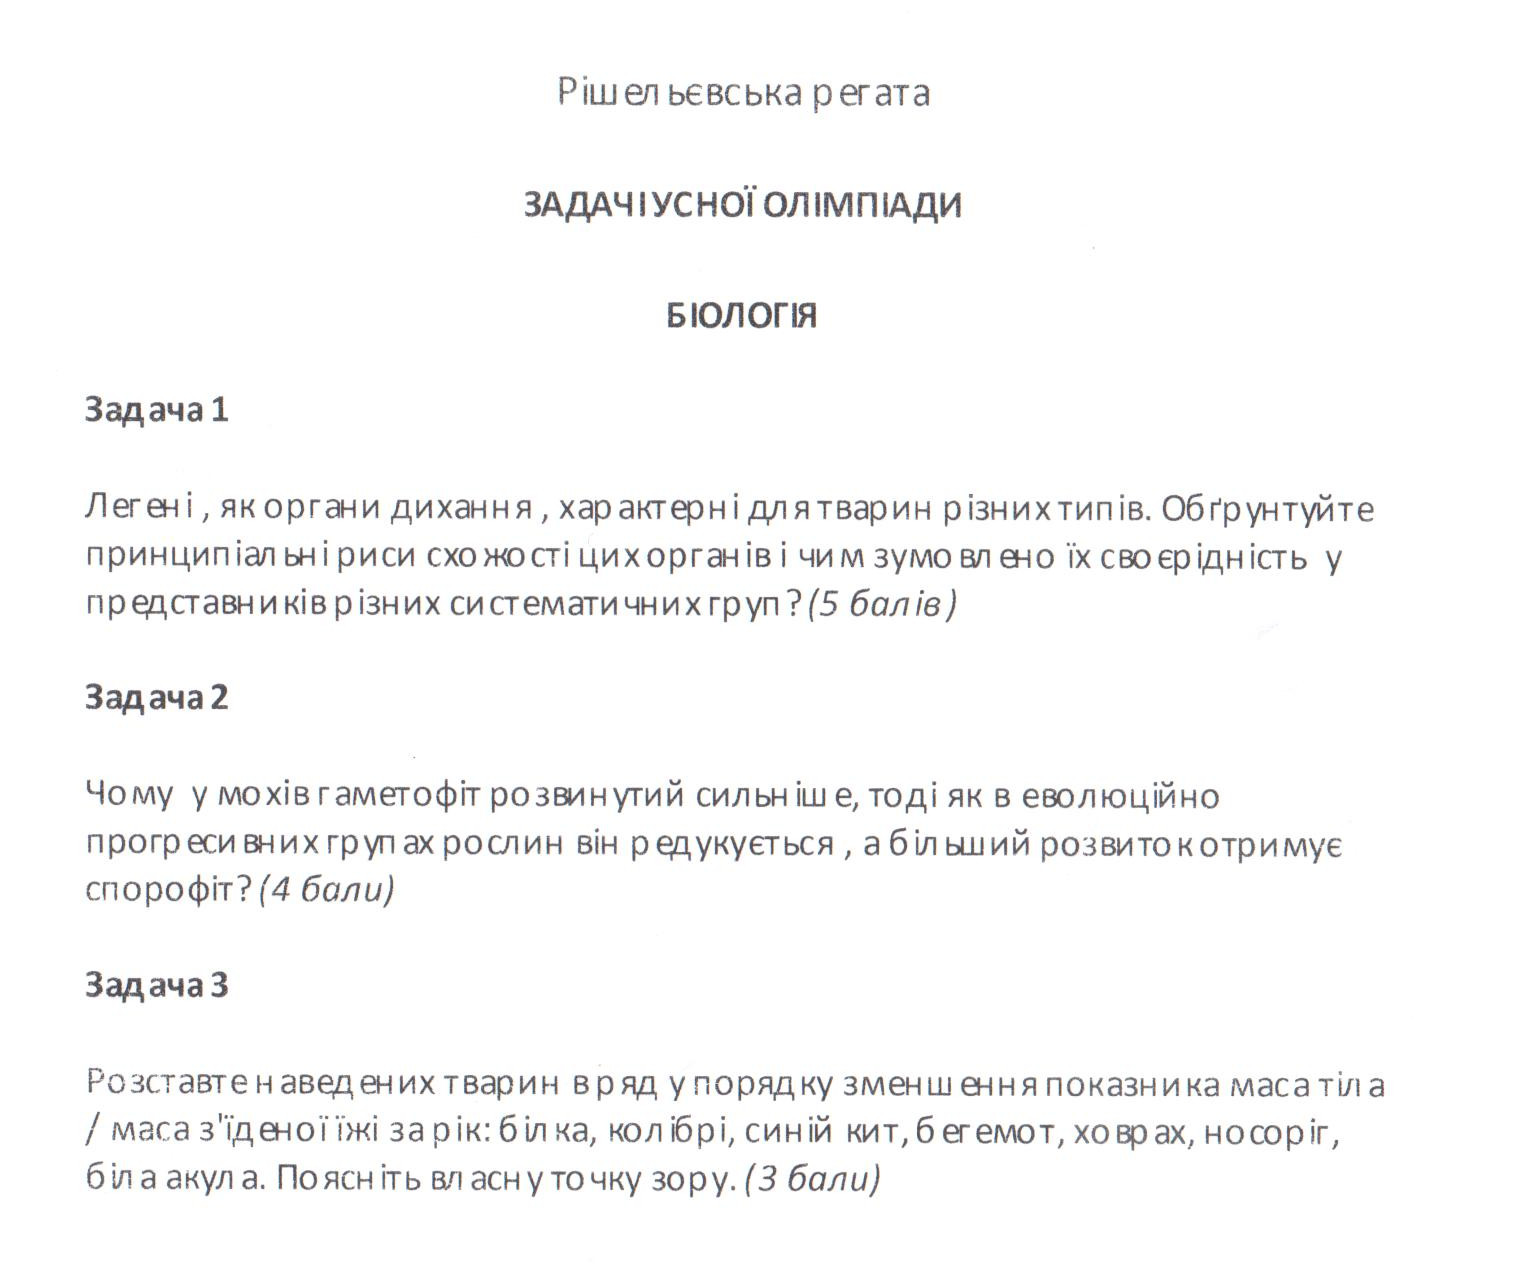 Рішельєвська регата
ЗАДАЧІ УСНОЇ ОЛІМПІАДИ
БІОЛОГІЯ
Задача 1
Легені , як органи дихання , характерні для тварин різних типів. Обґрунтуйте
принципіальні риси схожості цих органів і чим зумовлено їх своєрідність у
представників різних систематичних груп ? (5 балів)
Задача 2
Чому у мохів гаметофіт розвинутий сильніше, тоді як в еволюційно
прогресивних групах рослин він редукується , а більший розвиток отримує
спорофіт? (4 бали)
Задача 3
Розставте наведених тварин в ряд у порядку зменшення показника маса тіла
/ маса з'їденої їжі за рік: білка, колібрі, синій кит, бегемот, ховрах, носоріг,
біла акула. Поясніть власну точку зору. (3 бали)